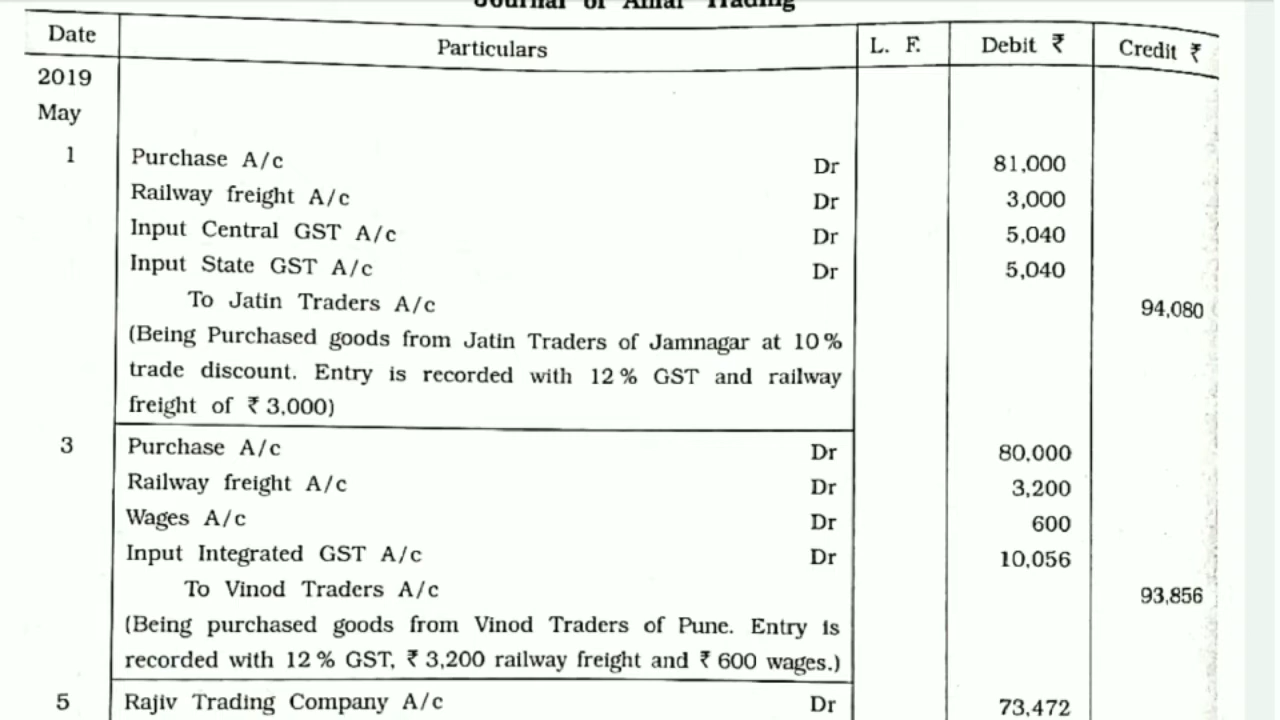 Journal of Amar Trading
Date Particulars L. F. Debit ₹ Credit ₹
2019
May
1 Purchase A/c Dr 81,000
Railway freight A/c Dr 3,000
Input Central GST A/c Dr 5,040
Input State GST A/c Dr 5,040
To Jatin Traders A/c 94,080
(Being Purchased goods from Jatin Traders of Jamnagar at 10%
trade discount. Entry is recorded with 12% GST and railway
freight of ₹ 3,000)
3 Purchase A/c Dr 80,000
Railway freight A/c Dr 3,200
Wages A/c Dr 600
Input Integrated GST A/c Dr 10,056
To Vinod Traders A/c 93,856
(Being purchased goods from Vinod Traders of Pune. Entry is
recorded with 12% GST, ₹ 3,200 railway freight and ₹ 600 wages.)
5 Rajiv Trading Company A/c Dr 73,472